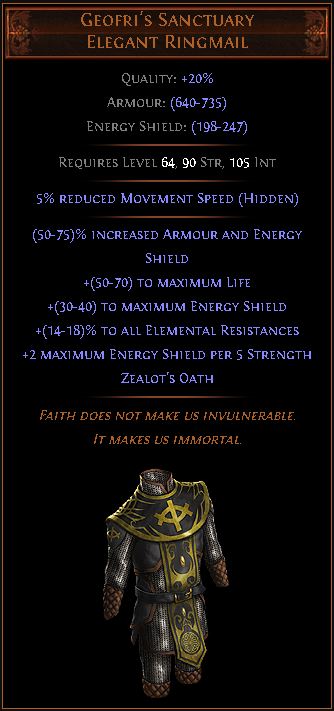 Geofri's Sanctuary
Elegant Ringmail
Quality: +20%
Armour: (640-735)
Energy Shield: (198-247)
Requires Level 64, 90 Str, 105 Int
5% reduced Movement Speed (Hidden)
(50-75)% increased Armour and Energy
Shield
+(50-70) to maximum Life
+(30-40) to maximum Energy Shield
+(14-18)% to all Elemental Resistances
+2 maximum Energy Shield per 5 Strength
Zealot's Oath
Faith does not make us invulnerable.
It makes us immortal.